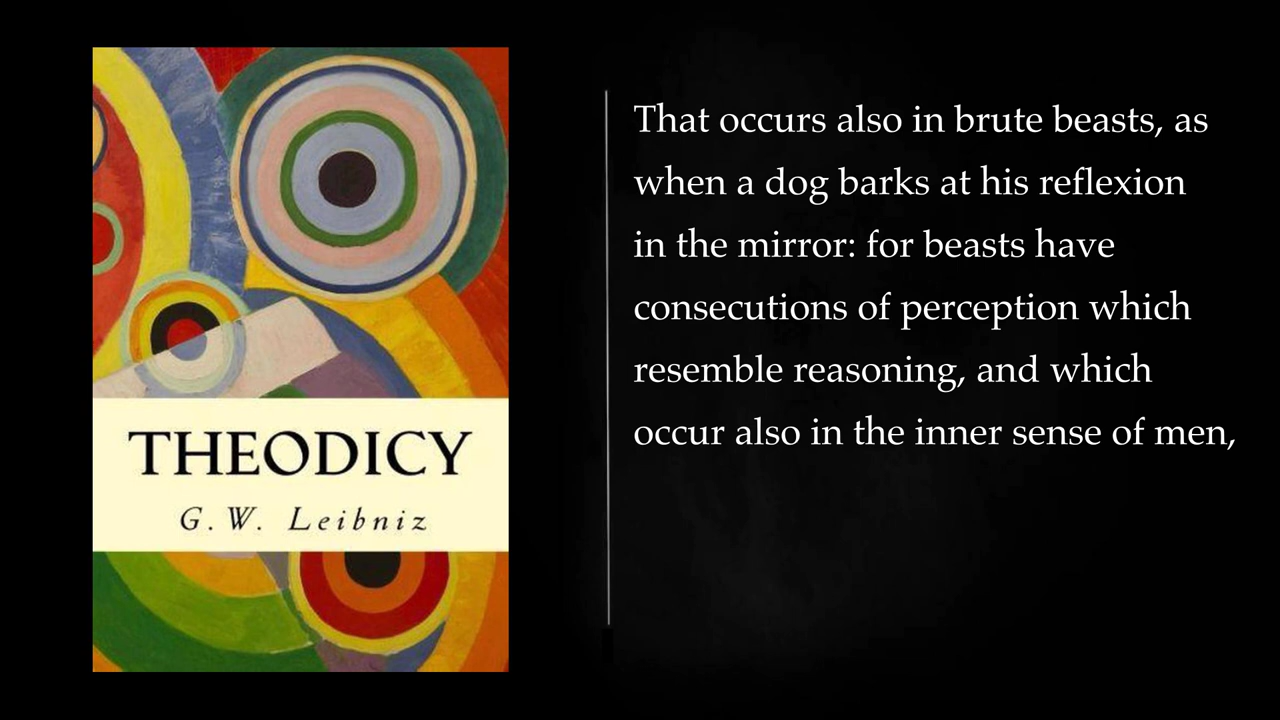 THEODICY
G. W. Leibniz
That occurs also in brute beasts, as
when a dog barks at his reflexion
in the mirror: for beasts have
consecutions of perception which
resemble reasoning, and which
occur also in the inner sense of men,